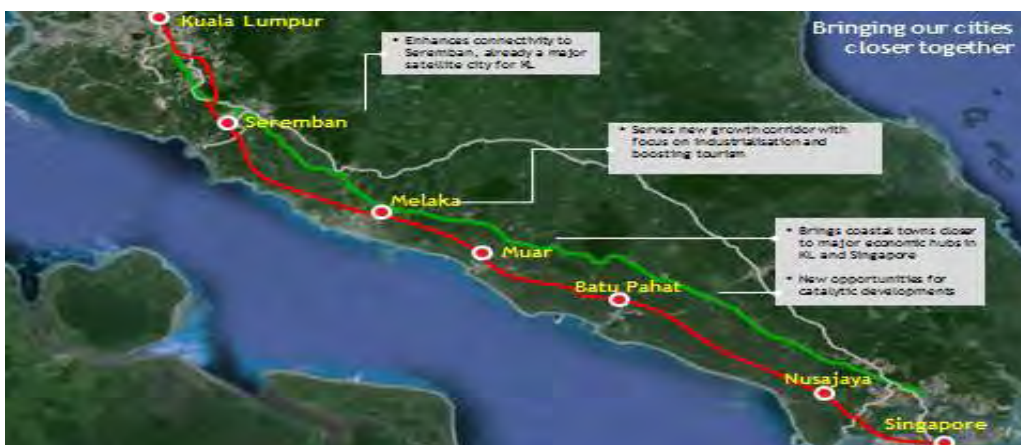 Kuala Lumpur
Bringing our cities
closer together
• Enhances connectivity to
Seremban, already a major
satellite city for KL
Seremban
• Serves new growth corridor with
focus on industrialisation and
boosting tourism
Melaka
• Brings coastal towns closer
to major economic hubs in
KL and Singapore
• New opportunities for
catalytic developments
Muar
Batu Pahat
Nusajaya
Singapore